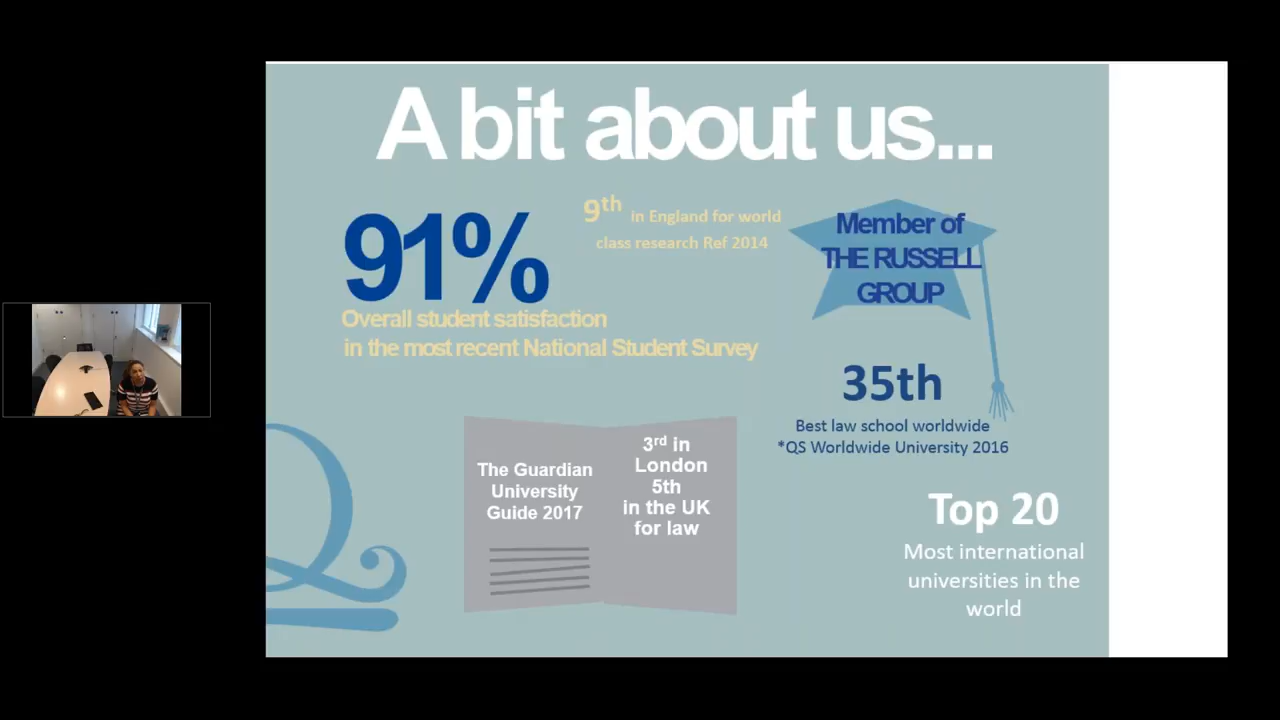 A bit about us...
91%
Overall student satisfaction
in the most recent National Student Survey
9th in England for world
class research Ref 2014
Member of
THE RUSSELL
GROUP
35th
Best law school worldwide
*QS Worldwide University 2016
The Guardian
University
Guide 2017
3rd in
London
5th
in the UK
for law
Top 20
Most international
universities in the
world